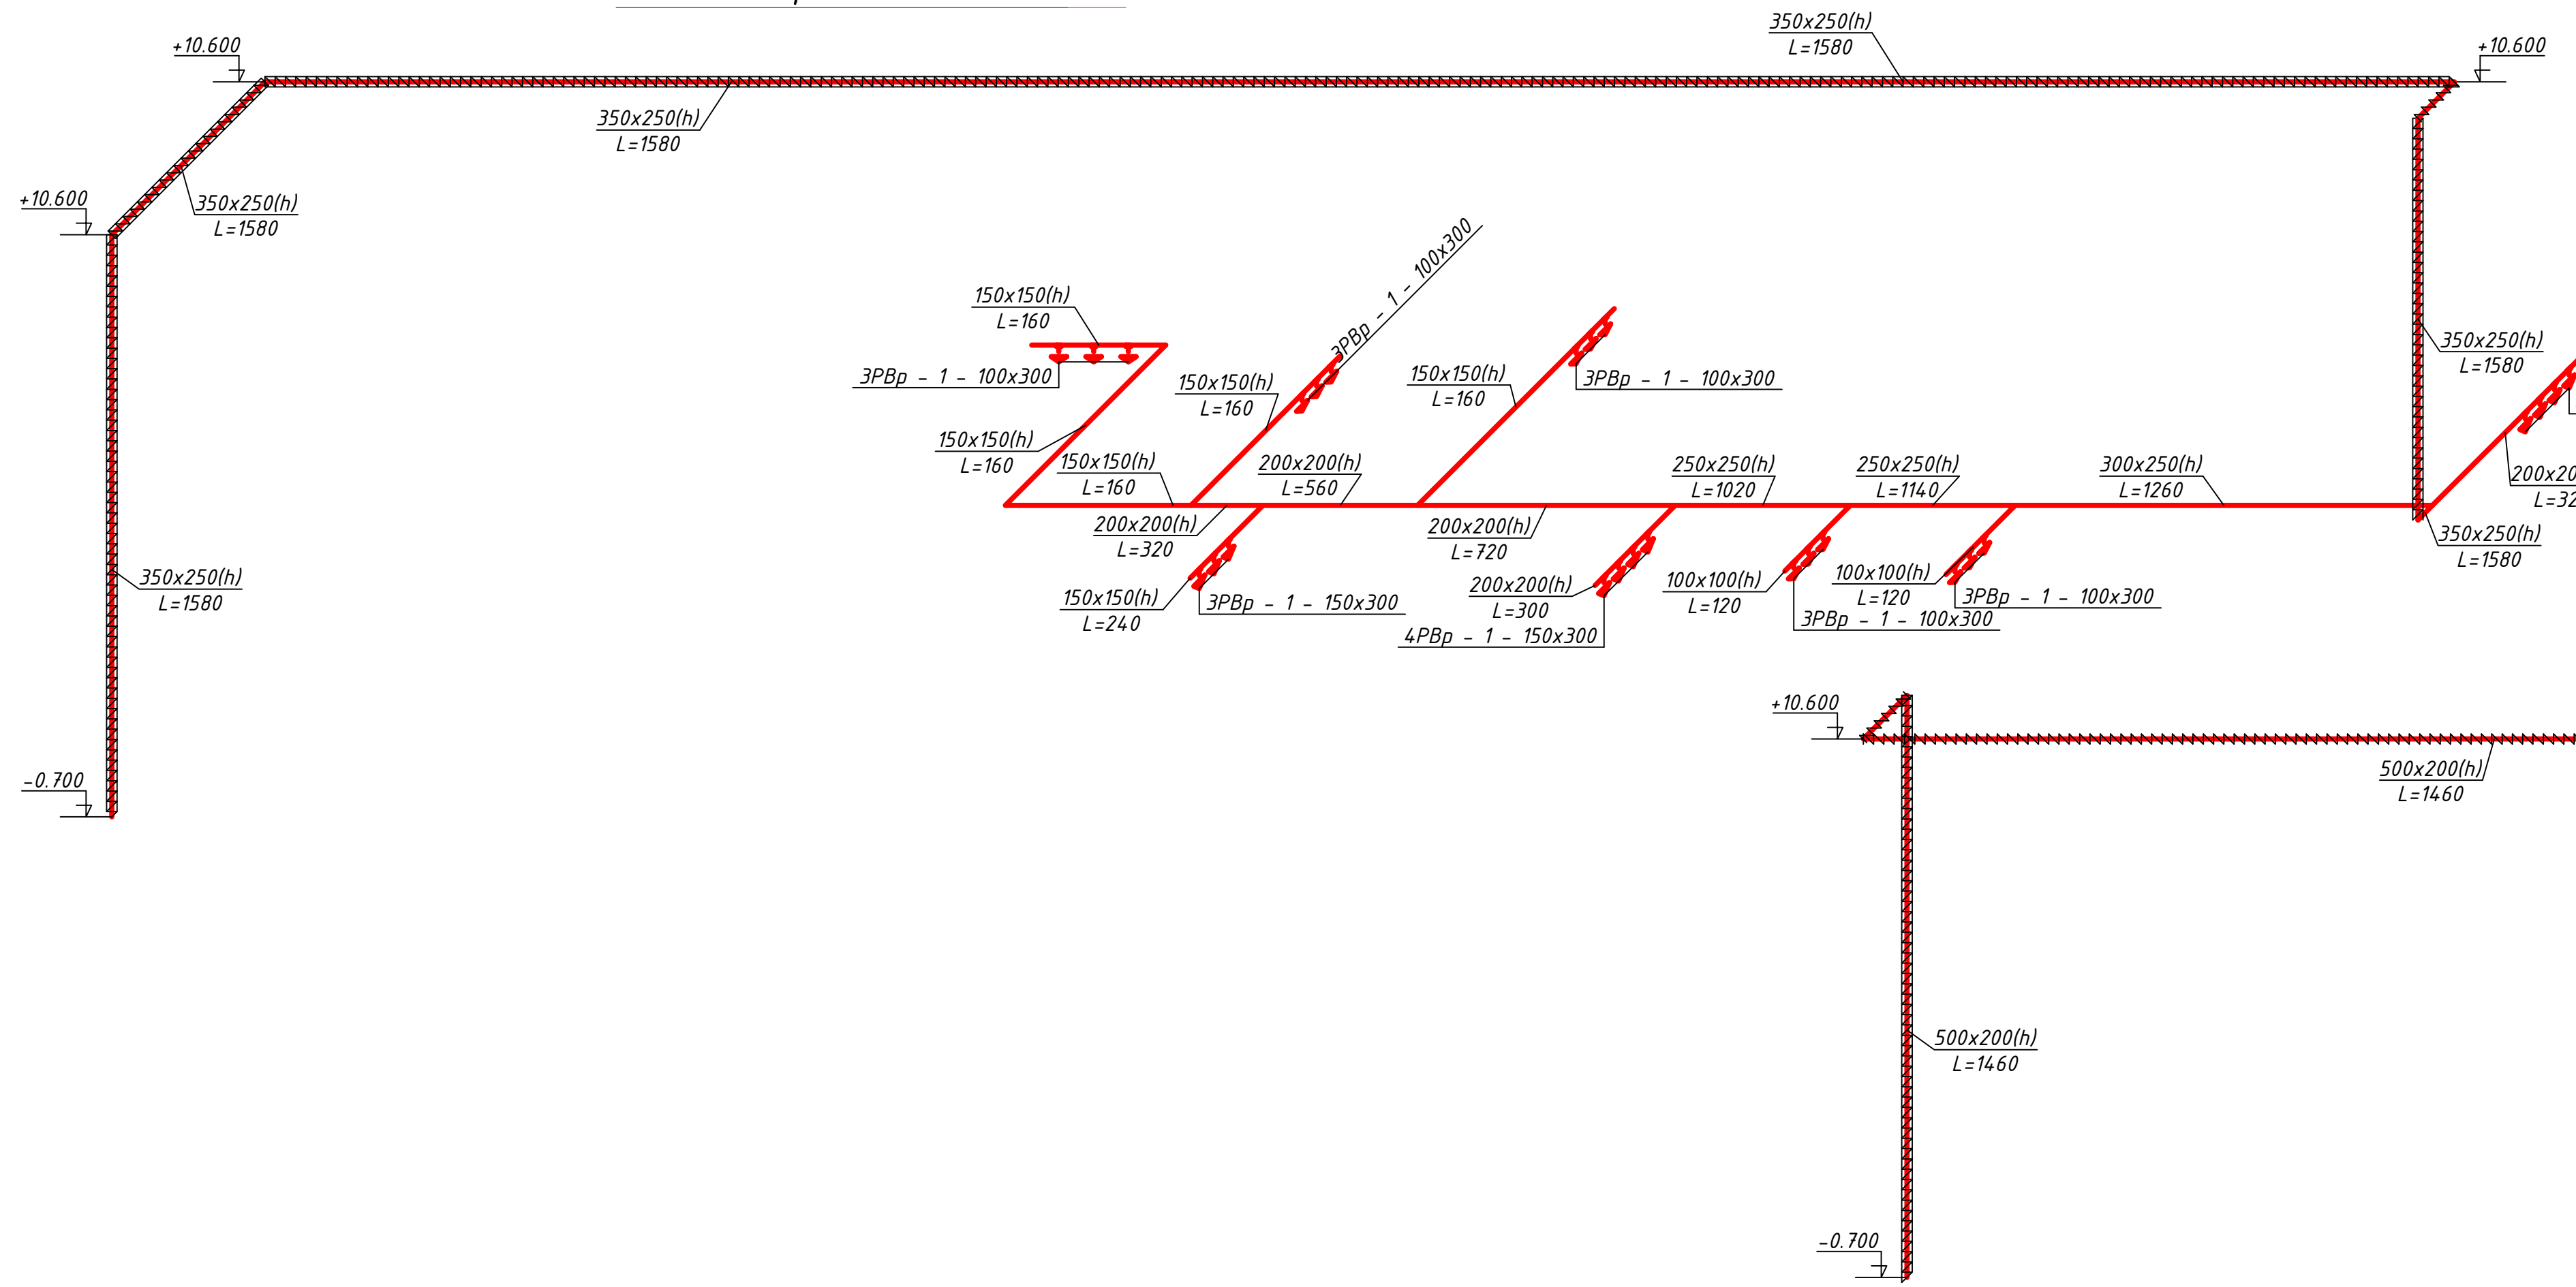 350x250(h)
L=1580
+10.600
+10.600
350x250(h)
L=1580
+10.600
350x250(h)
L=1580
3РВр - 1 - 100x300
150x150(h)
L=160
3РВр - 1 - 100x300
150x150(h)
L=160
150x150(h)
L=160
3РВр - 1 - 100x300
350x250(h)
L=1580
150x150(h)
L=160
150x150(h)
L=160
200x200(h)
L=560
250x250(h)
L=1020
250x250(h)
L=1140
300x250(h)
L=1260
200x200(h)
L=320
200x200(h)
L=720
350x250(h)
L=1580
350x250(h)
L=1580
150x150(h)
L=240
3РВр - 1 - 150x300
200x200(h)
L=300
4РВр - 1 - 150x300
100x100(h)
L=120
3РВр - 1 - 100x300
100x100(h)
L=120
3РВр - 1 - 100x300
+10.600
-0.700
500x200(h)
L=1460
500x200(h)
L=1460
-0.700